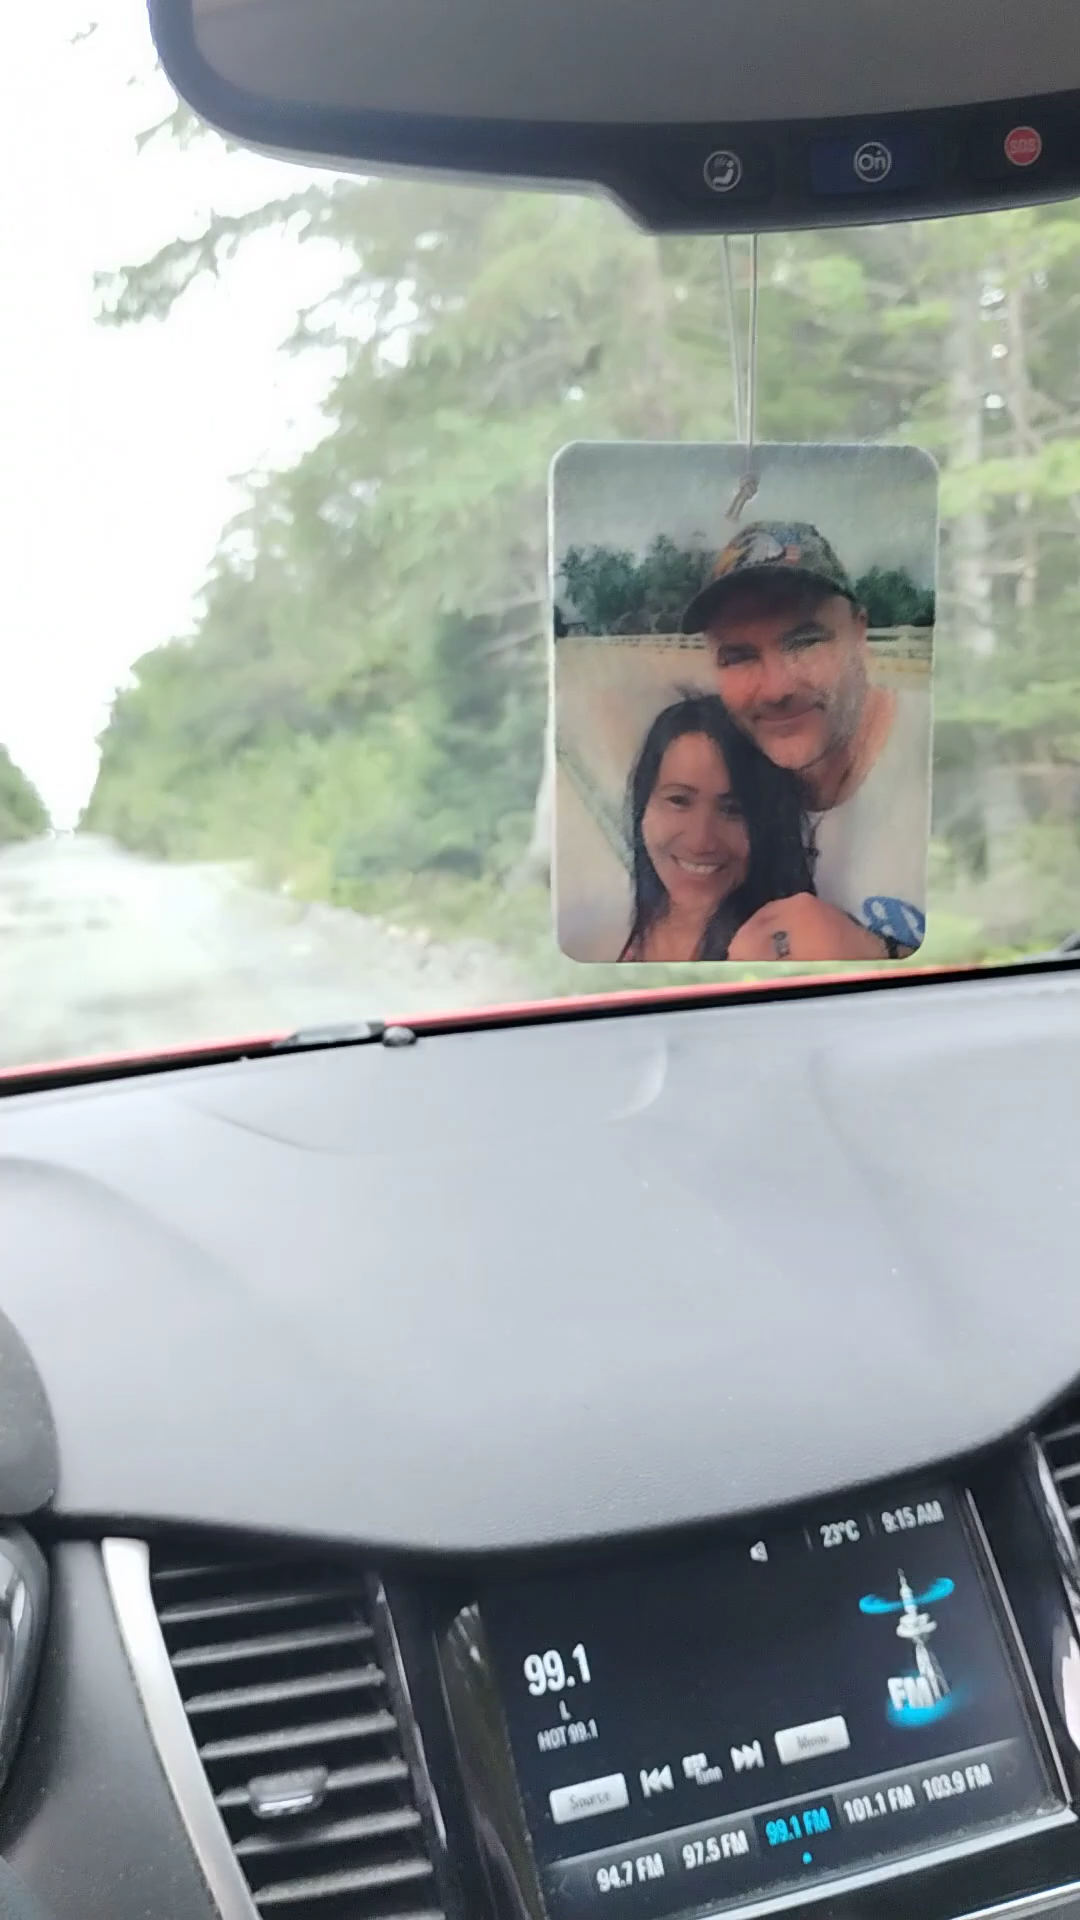 On
SOS
23°C 9:15 AM
99.1
L
HOT 99.1
FM
Source Menu
94.7 FM 97.5 FM 99.1 FM 101.1 FM 103.9 FM